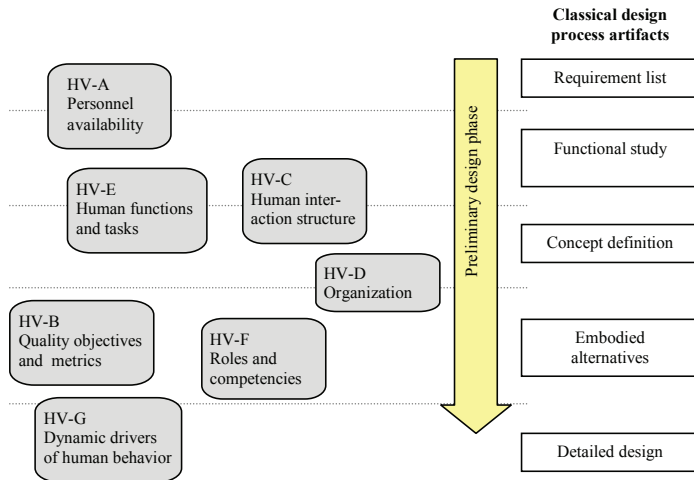 Classical design
process artifacts
HV-A
Personnel
availability
Requirement list
HV-E
Human functions
and tasks
HV-C
Human inter-
action structure
Functional study
Preliminary design phase
Concept definition
HV-D
Organization
HV-B
Quality objectives
and metrics
HV-F
Roles and
competencies
Embodied
alternatives
HV-G
Dynamic drivers
of human behavior
Detailed design